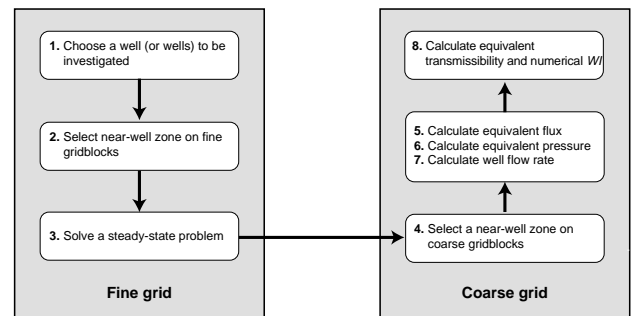 1. Choose a well (or wells) to be
investigated
2. Select near-well zone on fine
gridblocks
3. Solve a steady-state problem
Fine grid
8. Calculate equivalent
transmissibility and numerical WI
5. Calculate equivalent flux
6. Calculate equivalent pressure
7. Calculate well flow rate
4. Select a near-well zone on
coarse gridblocks
Coarse grid